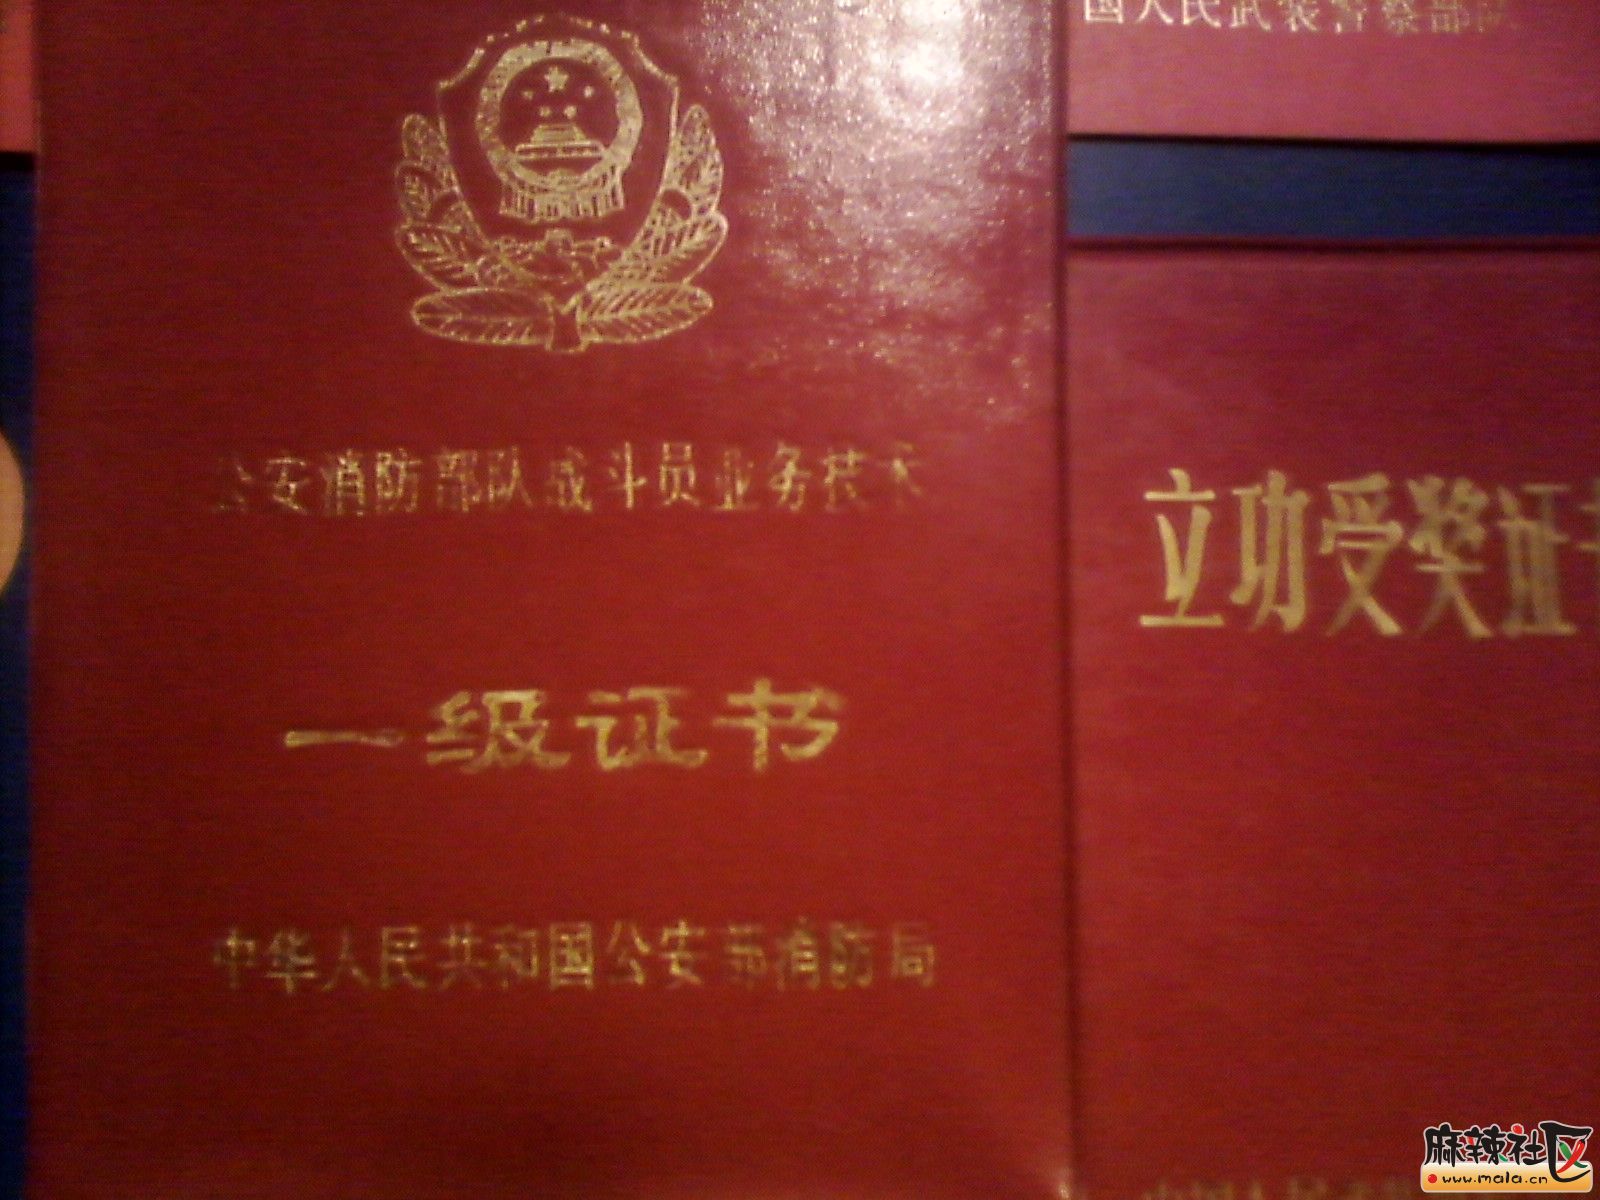 公安消防部队战斗员业务技术
一级证书
中华人民共和国公安部消防局
国人民武装警察部队
立功受奖证书
麻辣社区
www.mala.cn